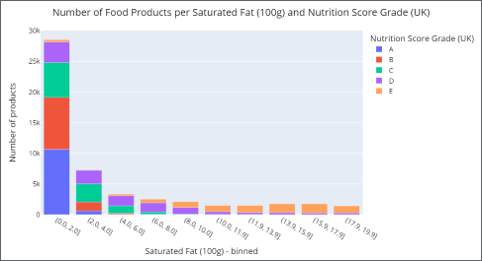 Number of Food Products per Saturated Fat (100g) and Nutrition Score Grade (UK)
Nutrition Score Grade (UK)
A
B
C
D
E
Number of products
30k
25k
20k
15k
10k
5k
0
(0.0, 2.0]
(2.0, 4.0]
(4.0, 6.0]
(6.0, 8.0]
(8.0, 10.0]
(10.0, 11.9]
(11.9, 13.9]
(13.9, 15.9]
(15.9, 17.9]
(17.9, 19.9]
Saturated Fat (100g) - binned